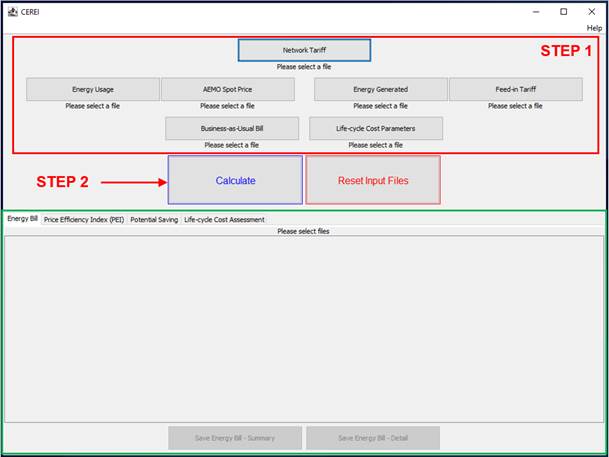 CEREI
Help
Network Tariff
STEP 1
Please select a file
Energy Usage
AEMO Spot Price
Energy Generated
Feed-in Tariff
Please select a file
Please select a file
Please select a file
Please select a file
Business-as-Usual Bill
Life-cycle Cost Parameters
Please select a file
Please select a file
STEP 2
Calculate
Reset Input Files
Energy Bill
Price Efficiency Index (PEI)
Potential Saving
Life-cycle Cost Assessment
Please select files
Save Energy Bill - Summary
Save Energy Bill - Detail